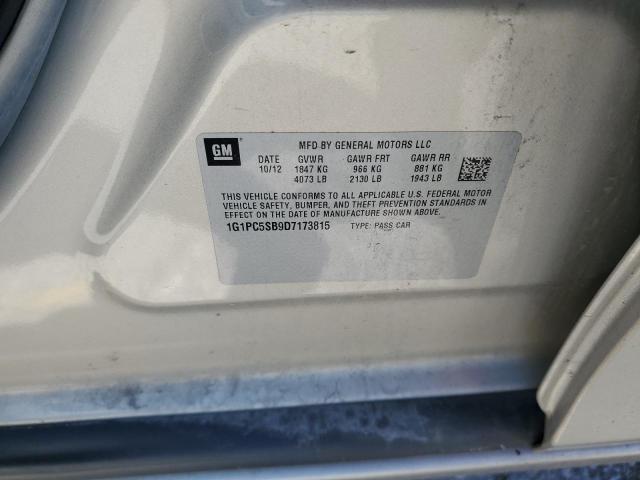 GM
MFD BY GENERAL MOTORS LLC
DATE GVWR GAWR FRT GAWR RR
10/12 1847 KG 966 KG 881 KG
4073 LB 2130 LB 1943 LB
THIS VEHICLE CONFORMS TO ALL APPLICABLE U.S. FEDERAL MOTOR
VEHICLE SAFETY, BUMPER, AND THEFT PREVENTION STANDARDS IN
EFFECT ON THE DATE OF MANUFACTURE SHOWN ABOVE.
1G1PC5SB9D7173815 TYPE: PASS CAR